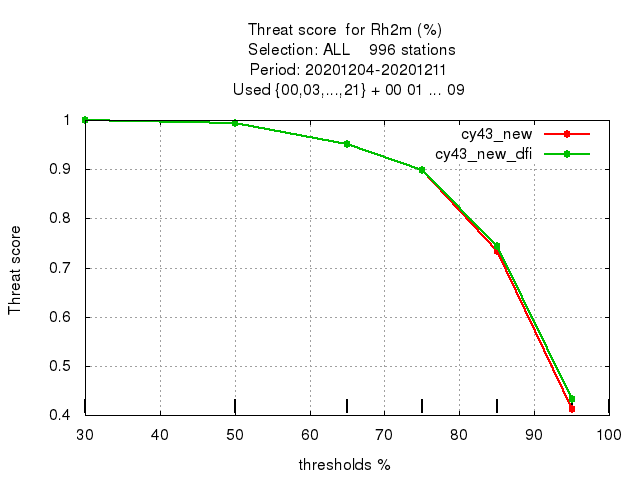 Threat score  for Rh2m (%)
Selection: ALL    996 stations
Period: 20201204-20201211
Used {00,03,...,21} + 00 01 ... 09
cy43_new
cy43_new_dfi
1
0.9
0.8
0.7
0.6
0.5
0.4
Threat score
30 40 50 60 70 80 90 100
thresholds %